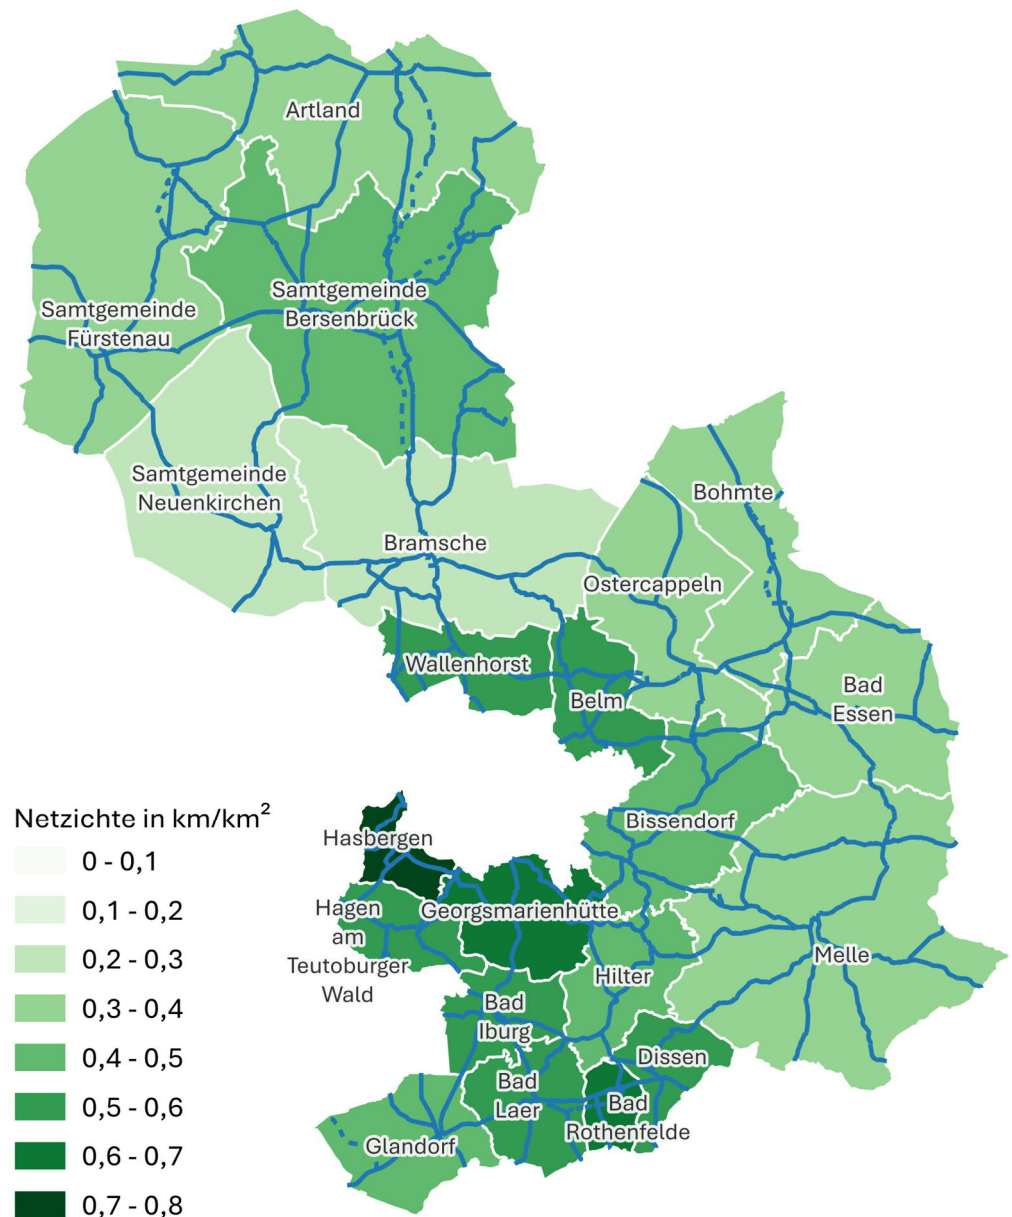 Artland
Samtgemeinde
Fürstenau
Samtgemeinde
Bersenbrück
Samtgemeinde
Neuenkirchen
Bramsche
Bohmte
Ostercappeln
Wallenhorst
Belm
Bad
Essen
Bissendorf
Hasbergen
Hagen
am
Teutoburger
Wald
Georgsmarienhütte
Hilter
Melle
Bad
Iburg
Dissen
Bad
Laer
Bad
Rothenfelde
Glandorf
Netzichte in km/km²
0 - 0,1
0,1 - 0,2
0,2 - 0,3
0,3 - 0,4
0,4 - 0,5
0,5 - 0,6
0,6 - 0,7
0,7 - 0,8